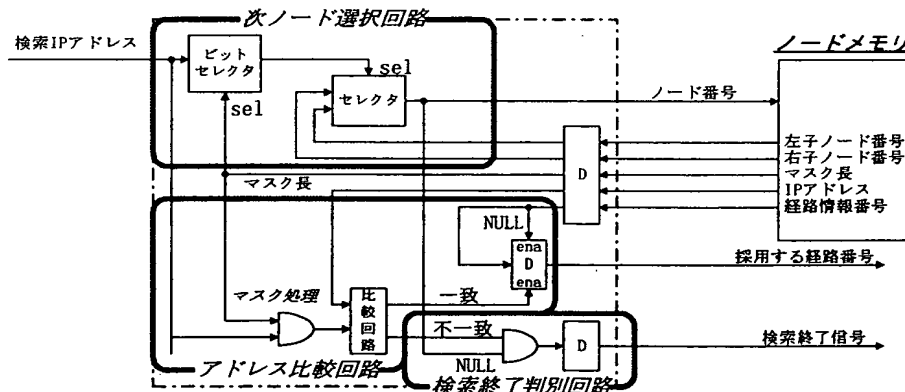 次ノード選択回路
検索IPアドレス
ビット
セレクタ
sel
sel
セレクタ
ノードメモリ
ノード番号
左子ノード番号
右子ノード番号
マスク長
IPアドレス
経路情報番号
D
マスク長
NULL
ena
D
ena
採用する経路番号
マスク処理
比較回路
一致
不一致
NULL
D
検索終了信号
アドレス比較回路
検索終了判別回路